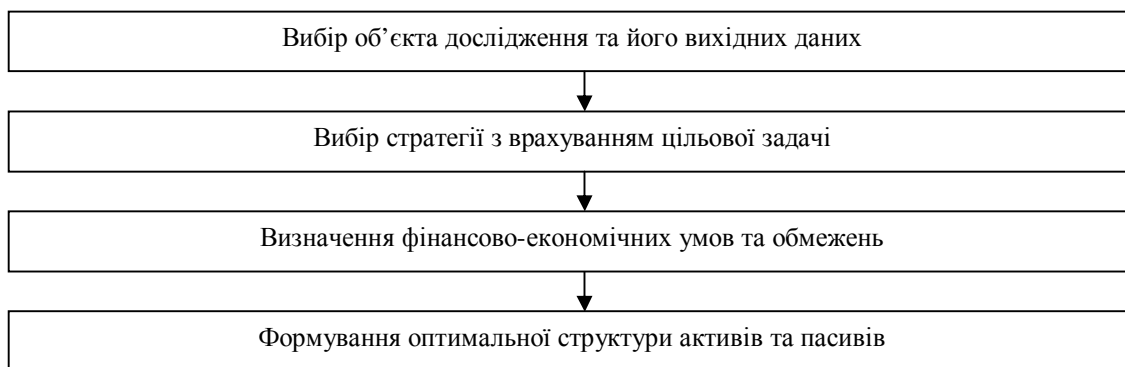 Вибір об’єкта дослідження та його вихідних даних
Вибір стратегії з врахуванням цільової задачі
Визначення фінансово-економічних умов та обмежень
Формування оптимальної структури активів та пасивів